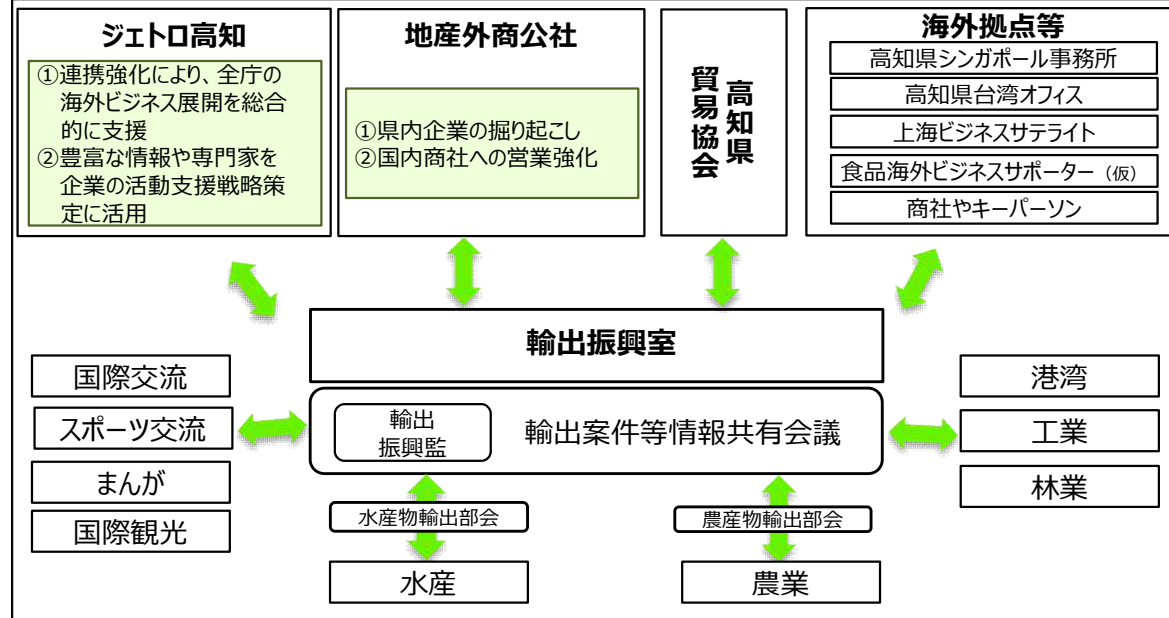 ジェトロ高知
①連携強化により、全庁の
海外ビジネス展開を総合
的に支援
②豊富な情報や専門家を
企業の活動支援戦略策
定に活用
地産外商公社
①県内企業の掘り起こし
②国内商社への営業強化
高知県
貿易協会
海外拠点等
高知県シンガポール事務所
高知県台湾オフィス
上海ビジネスサテライト
食品海外ビジネスサポーター（仮）
商社やキーパーソン
輸出振興室
輸出
振興監
輸出案件等情報共有会議
国際交流
スポーツ交流
まんが
国際観光
港湾
工業
林業
水産物輸出部会
農産物輸出部会
水産
農業